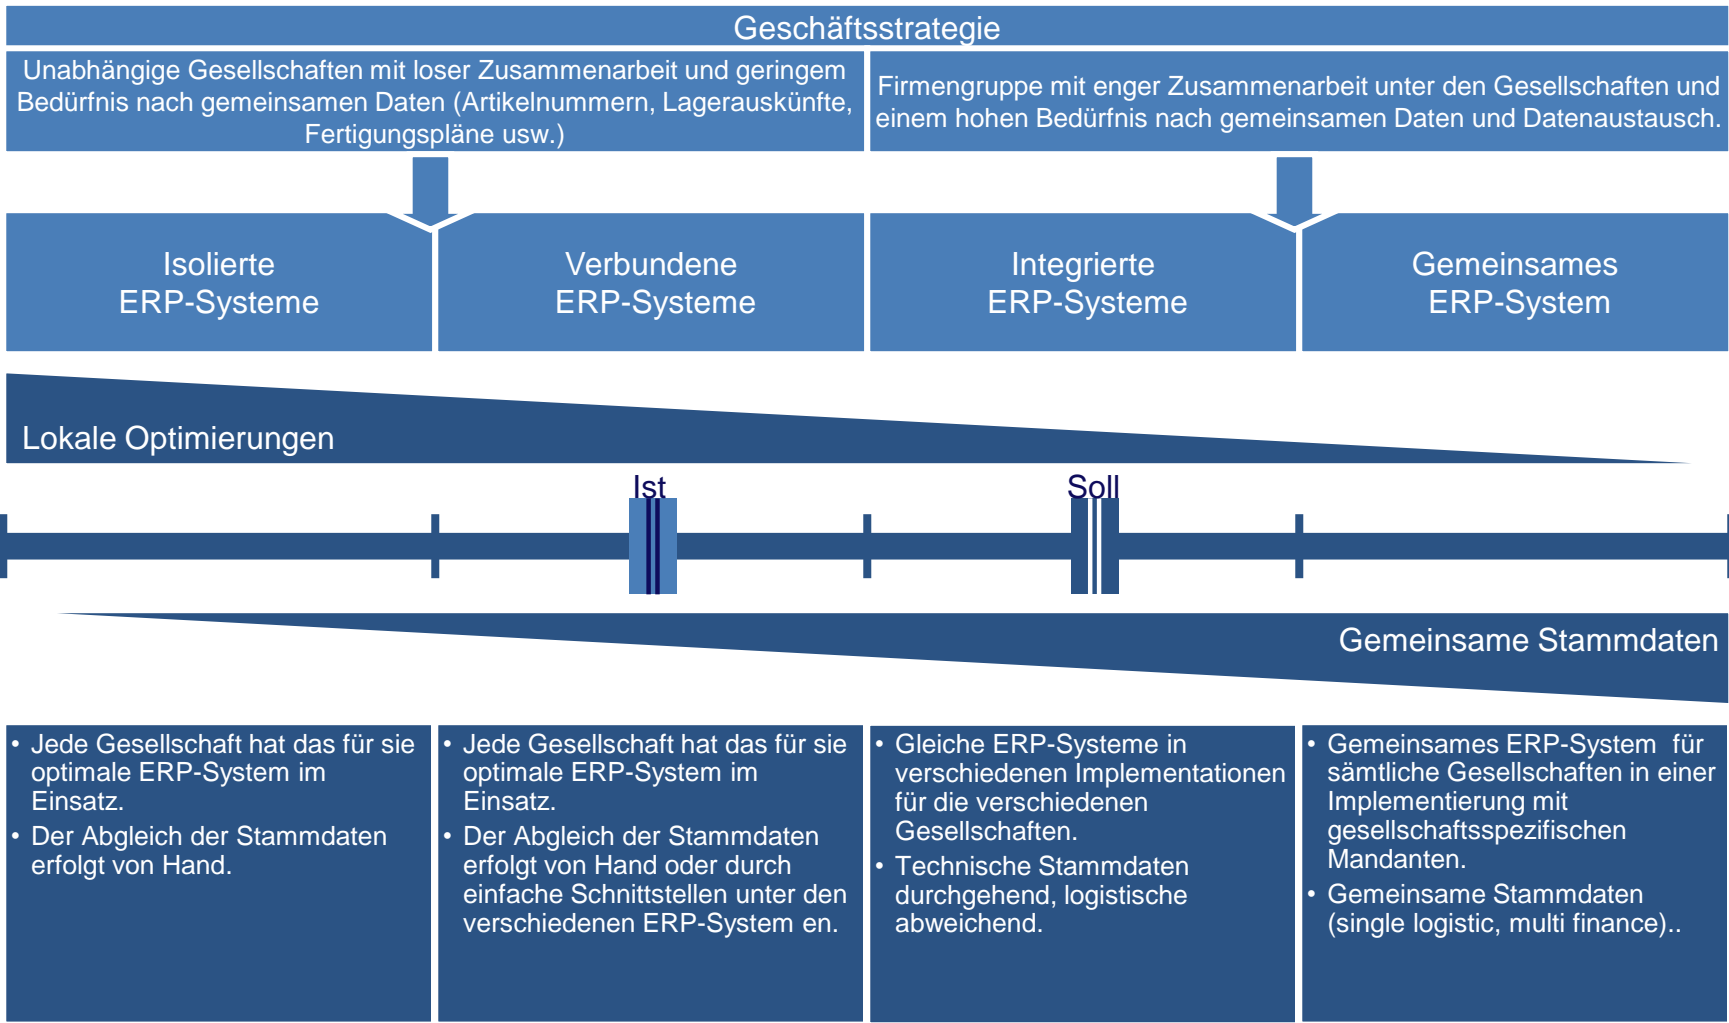 Geschäftsstrategie
Unabhängige Gesellschaften mit loser Zusammenarbeit und geringem
Bedürfnis nach gemeinsamen Daten (Artikelnummern, Lagerauskünfte,
Fertigungspläne usw.)
Firmengruppe mit enger Zusammenarbeit unter den Gesellschaften und
einem hohen Bedürfnis nach gemeinsamen Daten und Datenaustausch.
Isolierte
ERP-Systeme
Verbundene
ERP-Systeme
Integrierte
ERP-Systeme
Gemeinsames
ERP-System
Lokale Optimierungen
Ist
Soll
Gemeinsame Stammdaten
• Jede Gesellschaft hat das für sie
optimale ERP-System im
Einsatz.
• Der Abgleich der Stammdaten
erfolgt von Hand.
• Jede Gesellschaft hat das für sie
optimale ERP-System im
Einsatz.
• Der Abgleich der Stammdaten
erfolgt von Hand oder durch
einfache Schnittstellen unter den
verschiedenen ERP-System en.
• Gleiche ERP-Systeme in
verschiedenen Implementationen
für die verschiedenen
Gesellschaften.
• Technische Stammdaten
durchgehend, logistische
abweichend.
• Gemeinsames ERP-System  für
sämtliche Gesellschaften in einer
Implementierung mit
gesellschaftsspezifischen
Mandanten.
• Gemeinsame Stammdaten
(single logistic, multi finance)..